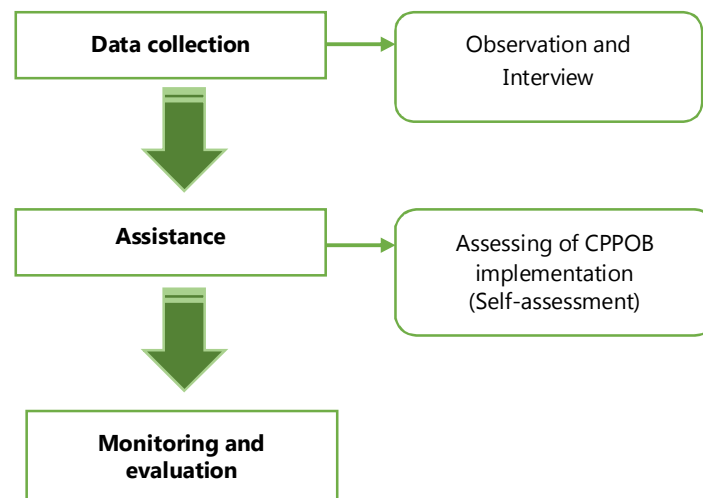 Data collection
Observation and
Interview
Assistance
Assessing of CPPOB
implementation
(Self-assessment)
Monitoring and
evaluation